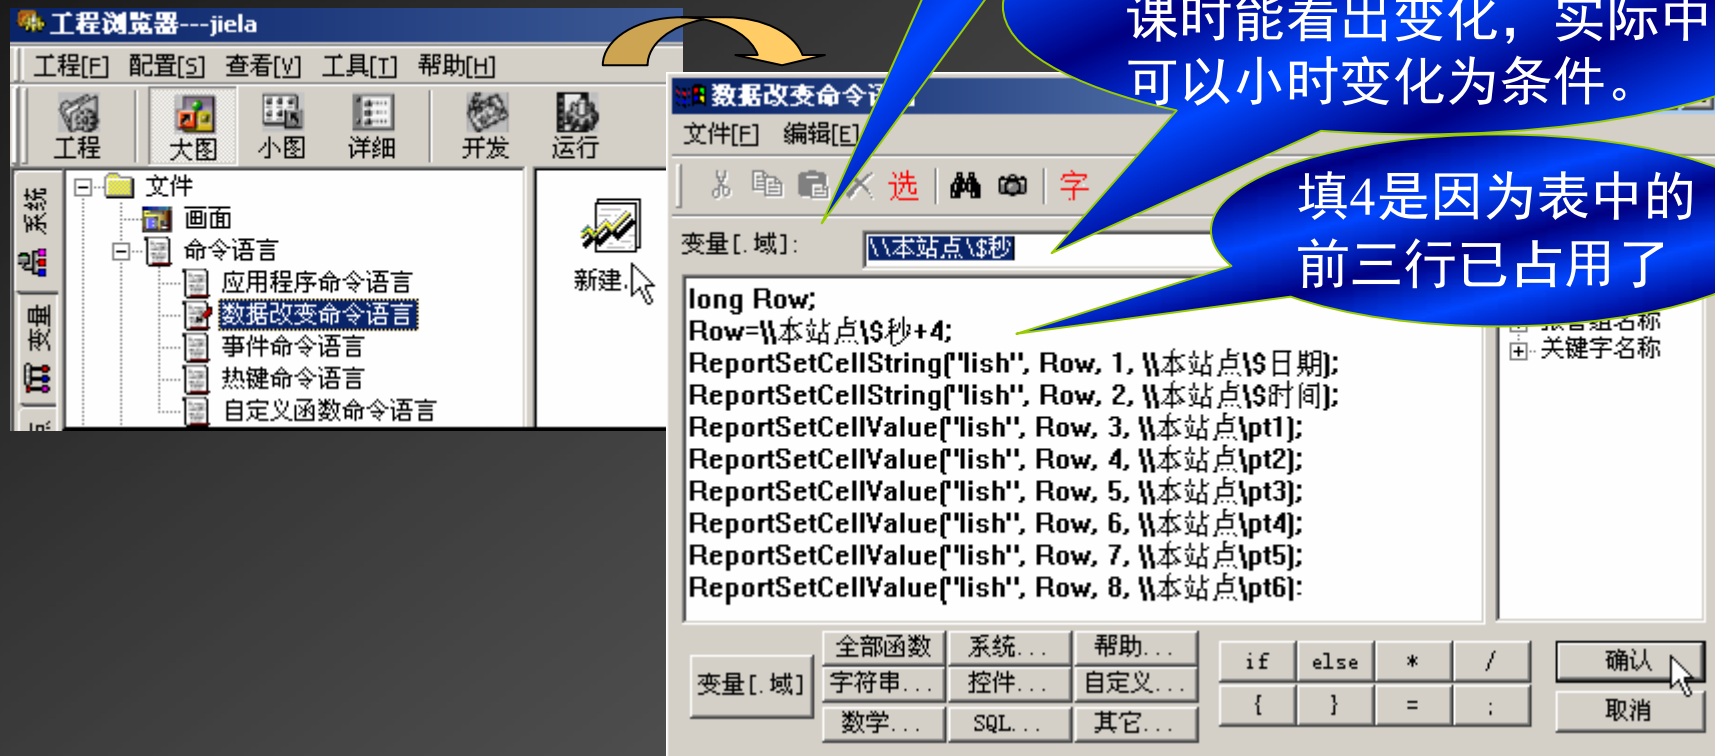 工程浏览器---jiela
工程[F] 配置[S] 查看[V] 工具[T] 帮助[H]
工程 大图 小图 详细 开发 运行
系统
变量
文件
画面
命令语言
应用程序命令语言
数据改变命令语言
事件命令语言
热键命令语言
自定义函数命令语言
新建.
课时能看出变化，实际中
可以小时变化为条件。
填4是因为表中的
前三行已占用了
数据改变命令
文件[F] 编辑[E]
选 字
变量[.域]: \\本站点\$秒
long Row;
Row=\\本站点\$秒+4;
ReportSetCellString("lish", Row, 1, \\本站点\$日期);
ReportSetCellString("lish", Row, 2, \\本站点\$时间);
ReportSetCellValue("lish", Row, 3, \\本站点\pt1);
ReportSetCellValue("lish", Row, 4, \\本站点\pt2);
ReportSetCellValue("lish", Row, 5, \\本站点\pt3);
ReportSetCellValue("lish", Row, 6, \\本站点\pt4);
ReportSetCellValue("lish", Row, 7, \\本站点\pt5);
ReportSetCellValue("lish", Row, 8, \\本站点\pt6):
报警组名称
关键字名称
变量[.域]
全部函数 系统... 帮助...
字符串... 控件... 自定义...
数学... SQL... 其它...
if else * /
{ } = ;
确认
取消